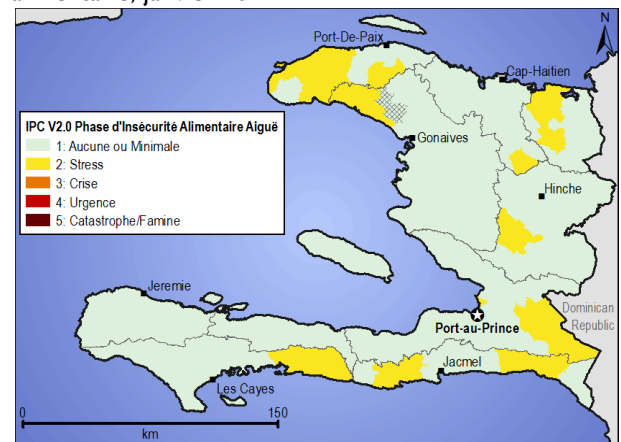 N
Port-De-Paix
Cap-Haitien
IPC V2.0 Phase d'Insécurité Alimentaire Aiguë
1: Aucune ou Minimale
2: Stress
3: Crise
4: Urgence
5: Catastrophe/Famine
Gonaives
Hinche
Jeremie
Dominican
Republic
Port-au-Prince
Jacmel
Les Cayes
0 150
km